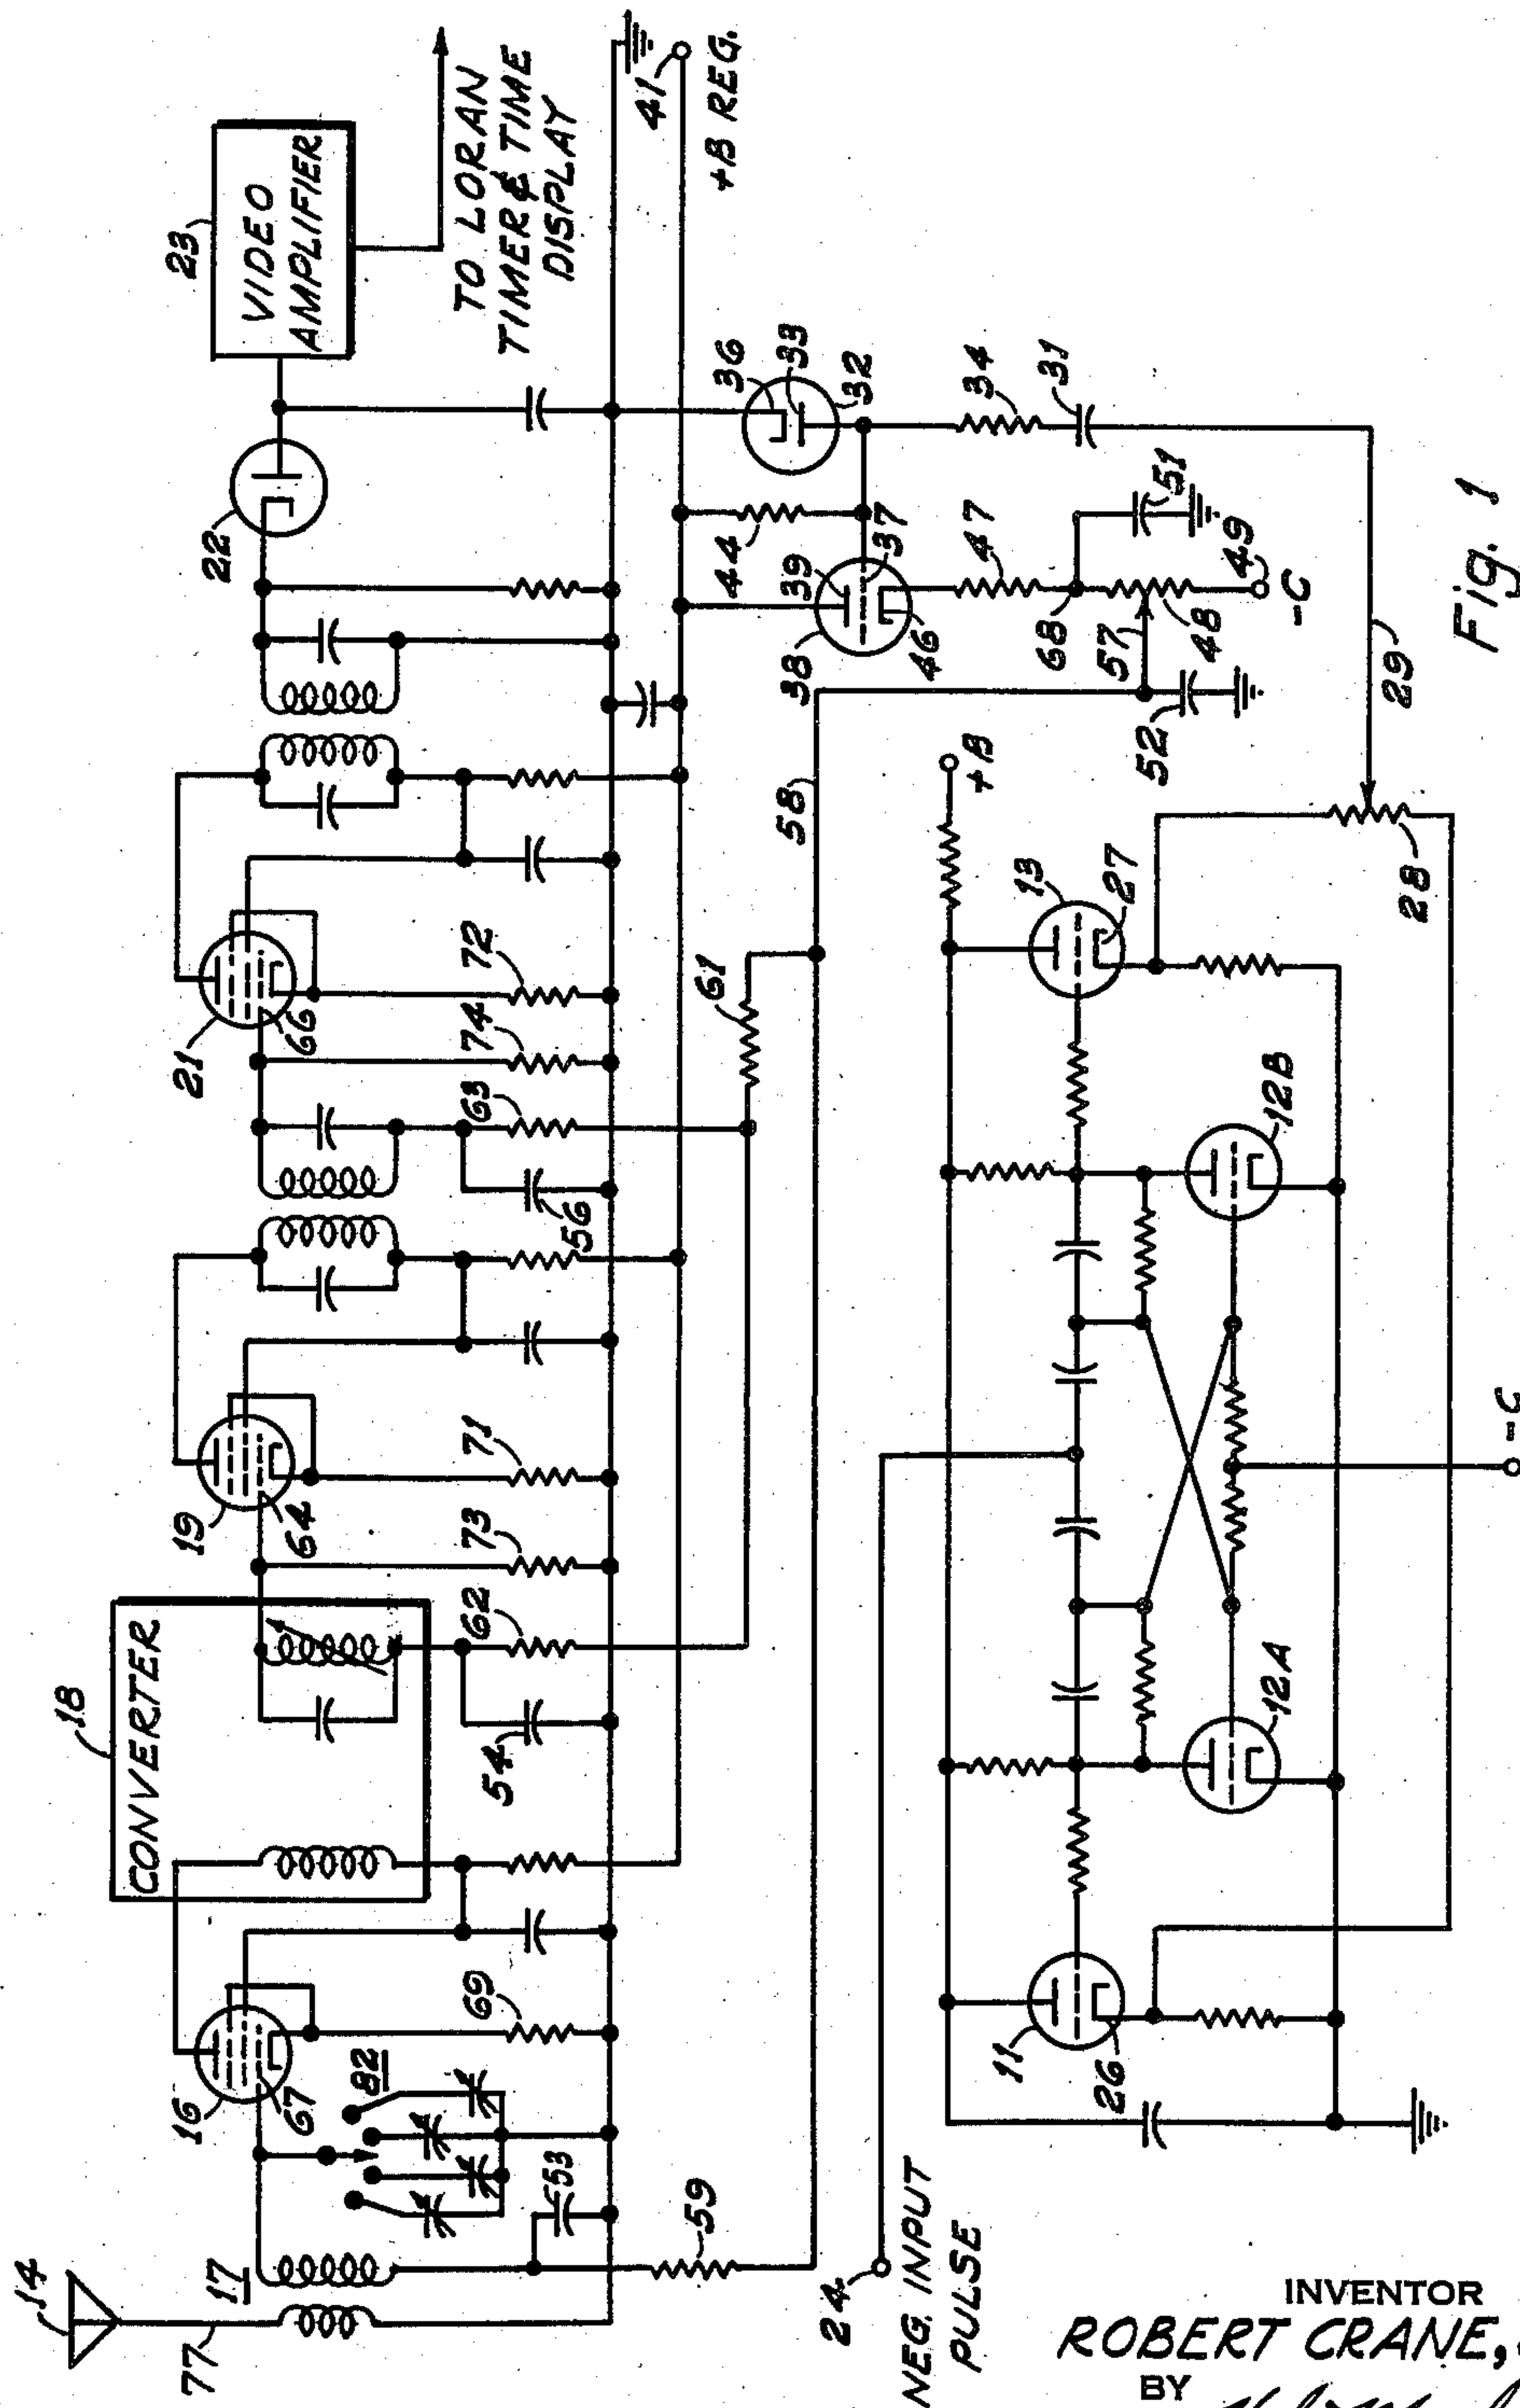 14
77
17
16
67
82
53
69
59
18
CONVERTER
54
62
73
19
64
71
56
63
74
21
66
72
61
58
22
23
VIDEO
AMPLIFIER
TO LORAN
TIMER & TIME
DISPLAY
41
+B REG.
36
33
32
34
31
44
39
37
38
46
47
68
57
48
49
51
52
-C
29
28
24
NEG. INPUT
PULSE
11
26
12A
12B
13
27
+B
-C
Fig. 1
INVENTOR
ROBERT CRANE,
BY